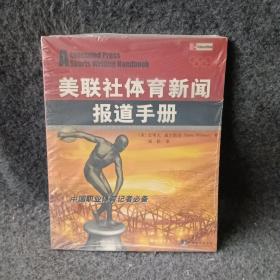 Associated Press
Sports Writing Handbook
美联社体育新闻
报道手册
中国职业体育记者必备